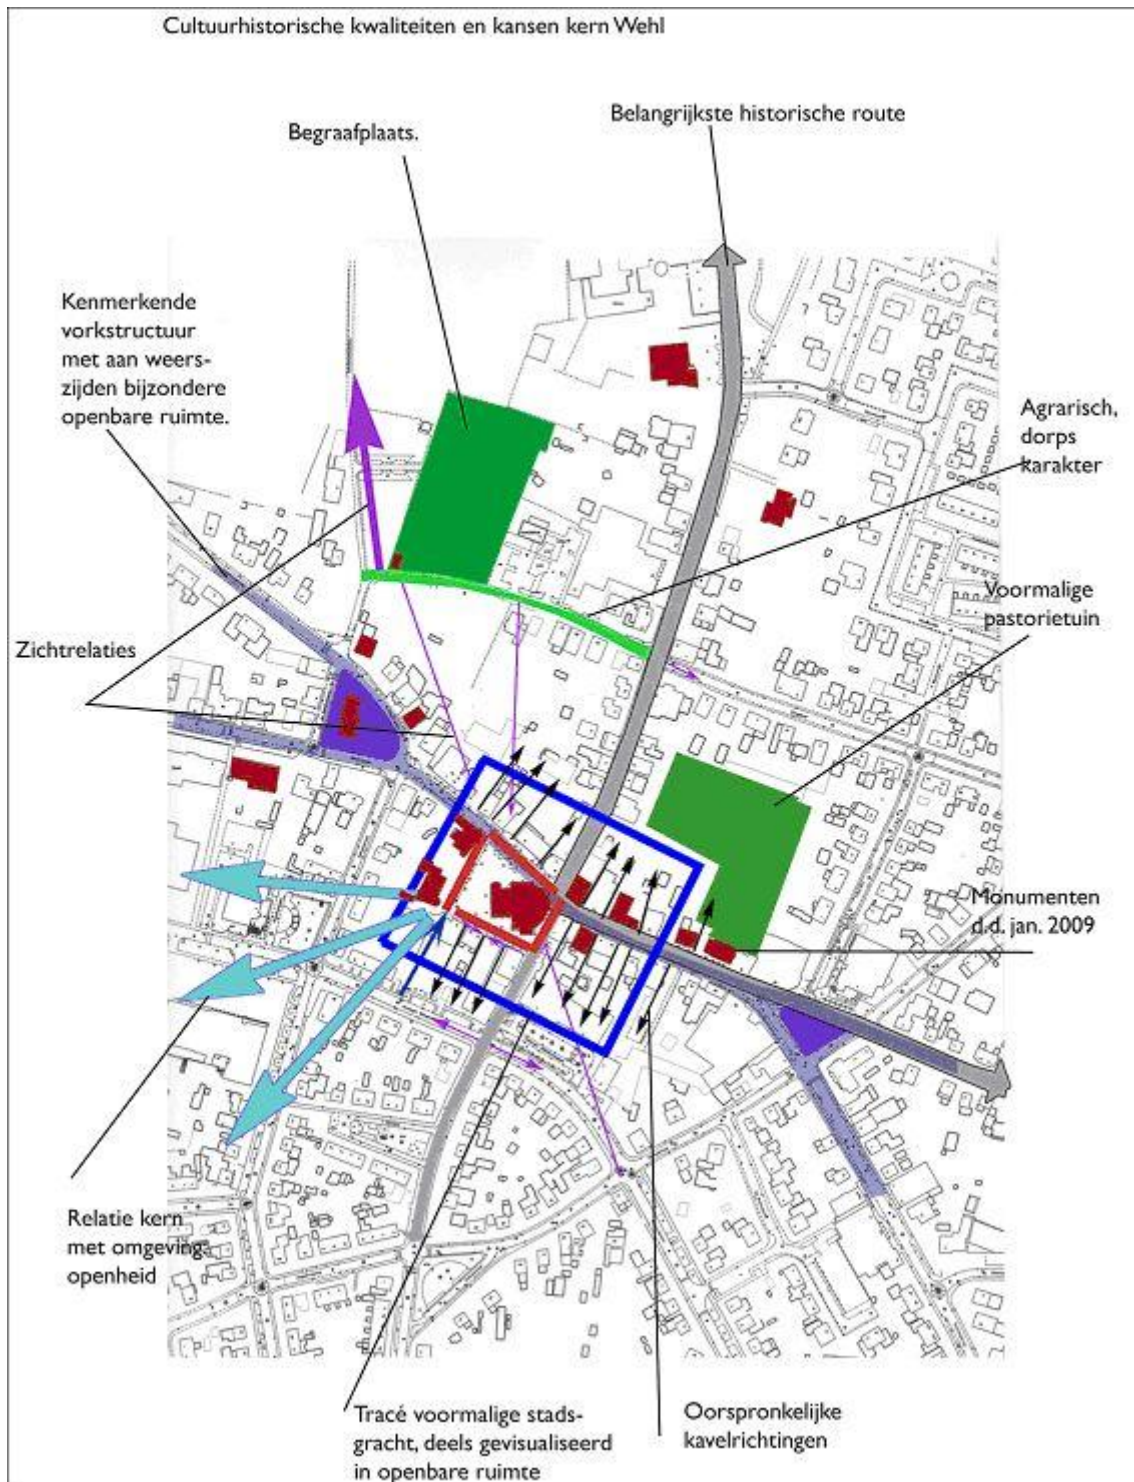 Cultuurhistorische kwaliteiten en kansen kern Wehl
Belangrijkste historische route
Begraafplaats.
Kenmerkende
vorkstructuur
met aan weers-
zijden bijzondere
openbare ruimte.
Agrarisch,
dorps
karakter
Voormalige
pastorietuin
Zichtrelaties
Monumenten
d.d. jan. 2009
Relatie kern
met omgeving:
openheid
Tracé voormalige stads-
gracht, deels gevisualiseerd
in openbare ruimte
Oorspronkelijke
kavelrichtingen